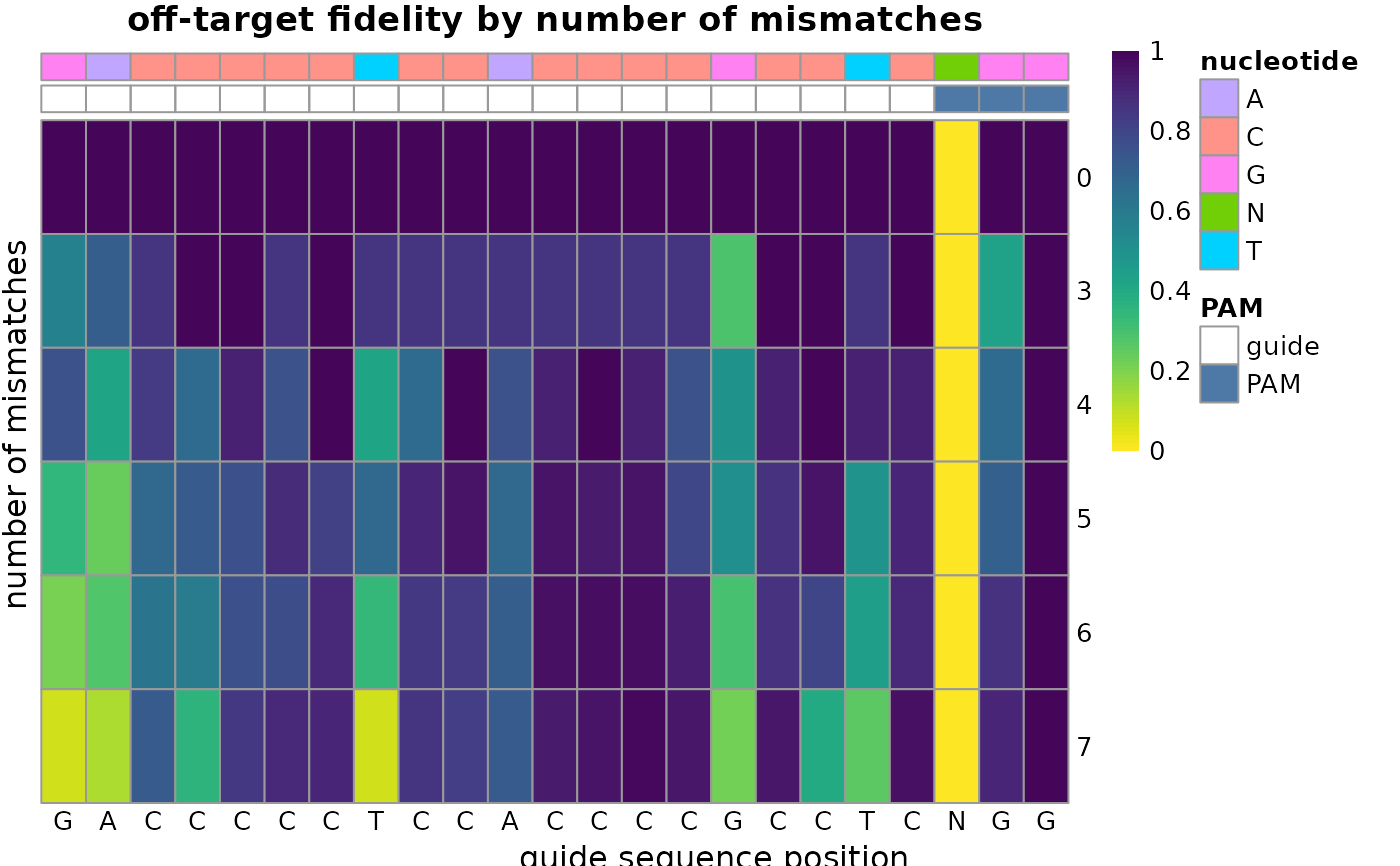 off-target fidelity by number of mismatches
number of mismatches
0
3
4
5
6
7
G A C C C C C T C C A C C C C G C C T C N G G
guide sequence position
1
0.8
0.6
0.4
0.2
0
nucleotide
A
C
G
N
T
PAM
guide
PAM